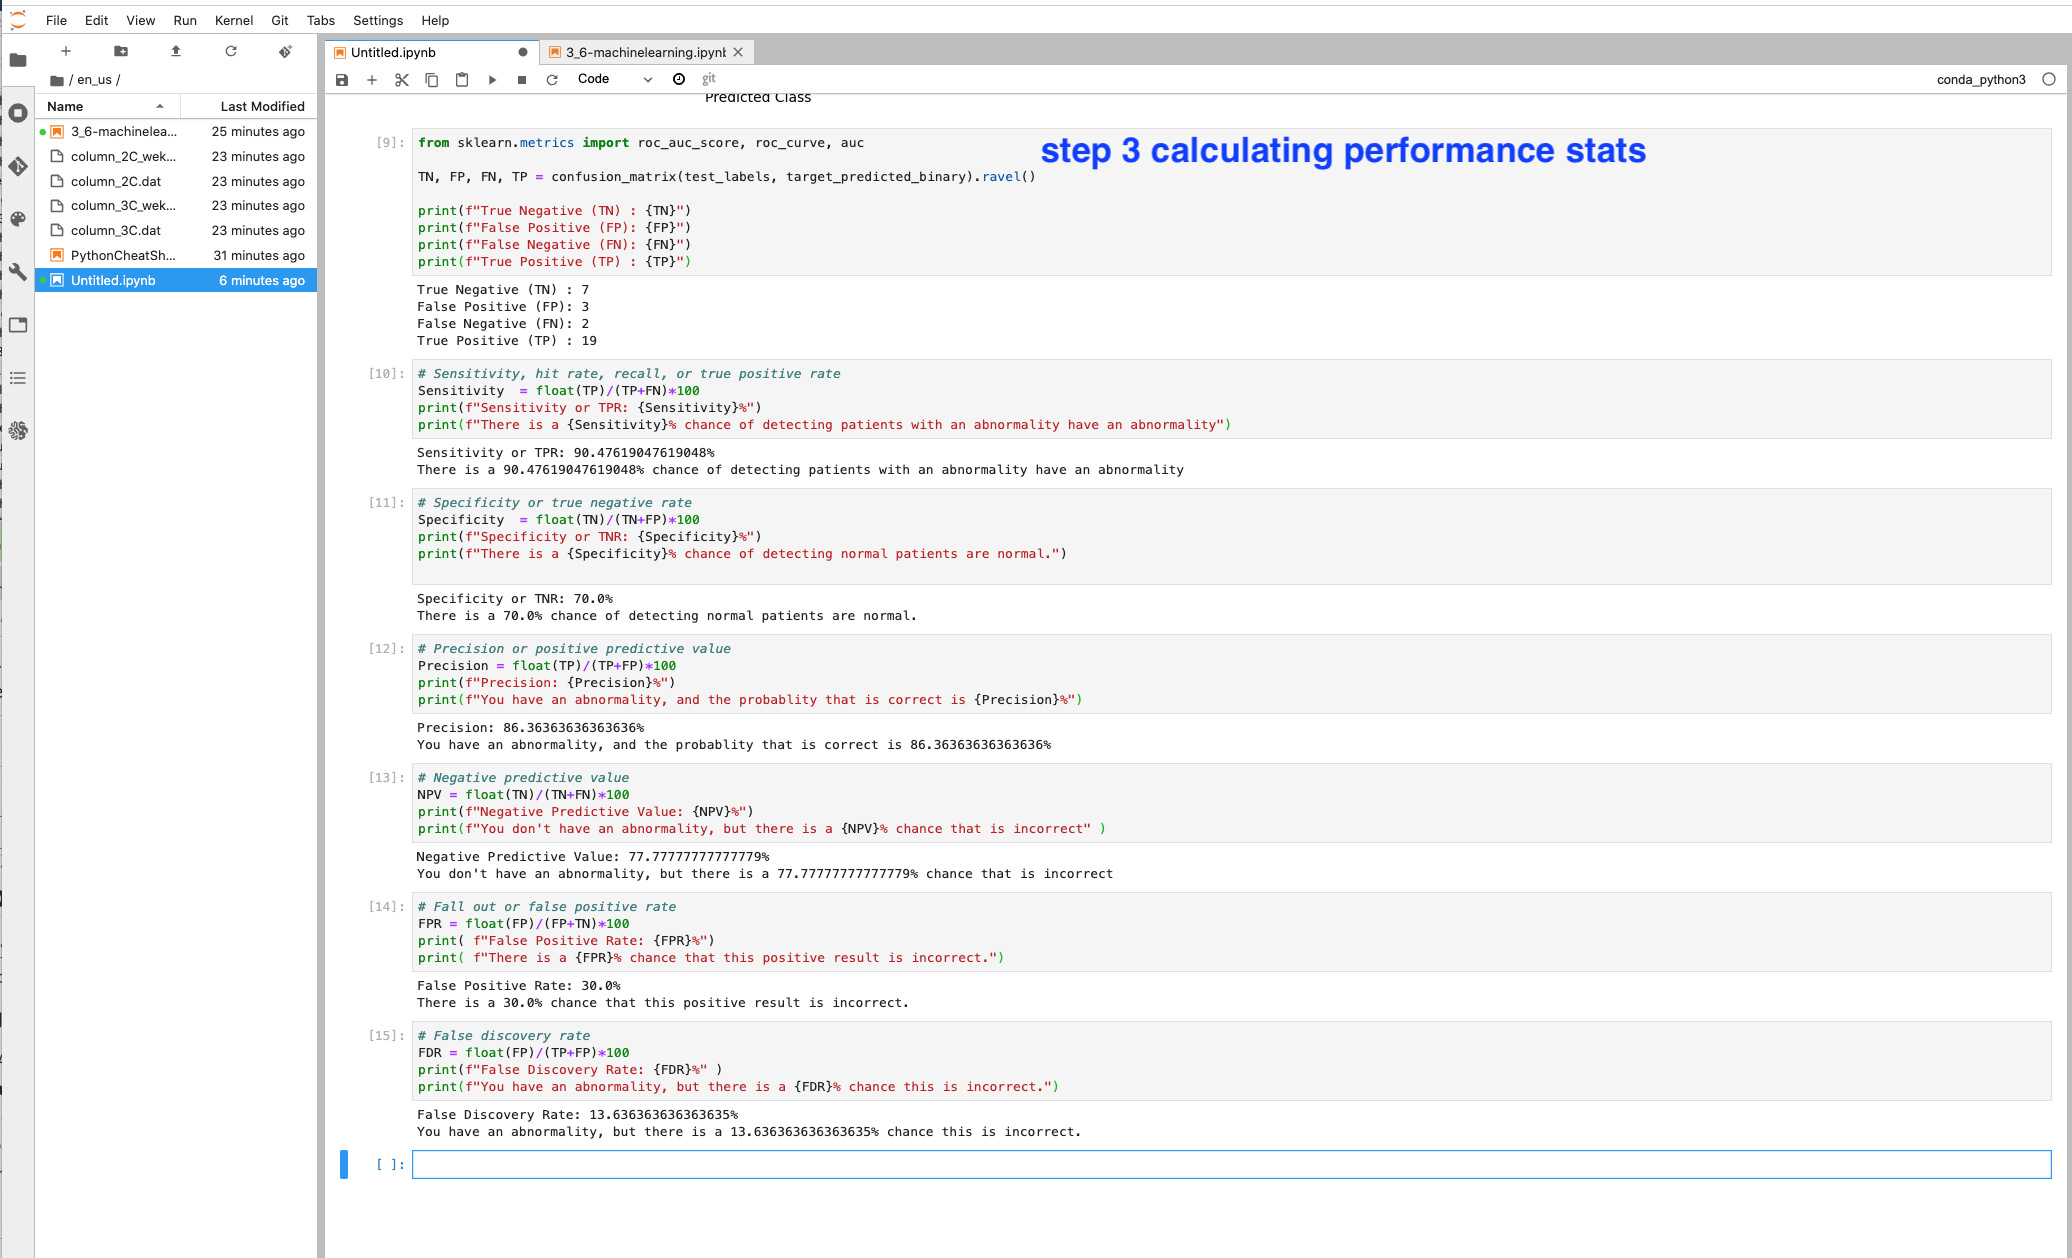 File Edit View Run Kernel Git Tabs Settings Help
/ en_us /
Name Last Modified
3_6-machinelea... 25 minutes ago
column_2C_wek... 23 minutes ago
column_2C.dat 23 minutes ago
column_3C_wek... 23 minutes ago
column_3C.dat 23 minutes ago
PythonCheatSh... 31 minutes ago
Untitled.ipynb 6 minutes ago
Untitled.ipynb 3_6-machinelearning.ipynb
Code git conda_python3
Predicted Class
step 3 calculating performance stats
[9]: from sklearn.metrics import roc_auc_score, roc_curve, auc
TN, FP, FN, TP = confusion_matrix(test_labels, target_predicted_binary).ravel()
print(f"True Negative (TN) : {TN}")
print(f"False Positive (FP): {FP}")
print(f"False Negative (FN): {FN}")
print(f"True Positive (TP) : {TP}")
True Negative (TN) : 7
False Positive (FP): 3
False Negative (FN): 2
True Positive (TP) : 19
[10]: # Sensitivity, hit rate, recall, or true positive rate
Sensitivity  = float(TP)/(TP+FN)*100
print(f"Sensitivity or TPR: {Sensitivity}%")
print(f"There is a {Sensitivity}% chance of detecting patients with an abnormality have an abnormality")
Sensitivity or TPR: 90.47619047619048%
There is a 90.47619047619048% chance of detecting patients with an abnormality have an abnormality
[11]: # Specificity or true negative rate
Specificity  = float(TN)/(TN+FP)*100
print(f"Specificity or TNR: {Specificity}%")
print(f"There is a {Specificity}% chance of detecting normal patients are normal.")
Specificity or TNR: 70.0%
There is a 70.0% chance of detecting normal patients are normal.
[12]: # Precision or positive predictive value
Precision = float(TP)/(TP+FP)*100
print(f"Precision: {Precision}%")
print(f"You have an abnormality, and the probablity that is correct is {Precision}%")
Precision: 86.36363636363636%
You have an abnormality, and the probablity that is correct is 86.36363636363636%
[13]: # Negative predictive value
NPV = float(TN)/(TN+FN)*100
print(f"Negative Predictive Value: {NPV}%")
print(f"You don't have an abnormality, but there is a {NPV}% chance that is incorrect" )
Negative Predictive Value: 77.77777777777779%
You don't have an abnormality, but there is a 77.77777777777779% chance that is incorrect
[14]: # Fall out or false positive rate
FPR = float(FP)/(FP+TN)*100
print( f"False Positive Rate: {FPR}%")
print( f"There is a {FPR}% chance that this positive result is incorrect.")
False Positive Rate: 30.0%
There is a 30.0% chance that this positive result is incorrect.
[15]: # False discovery rate
FDR = float(FP)/(TP+FP)*100
print(f"False Discovery Rate: {FDR}%" )
print(f"You have an abnormality, but there is a {FDR}% chance this is incorrect.")
False Discovery Rate: 13.636363636363635%
You have an abnormality, but there is a 13.636363636363635% chance this is incorrect.
[ ]: